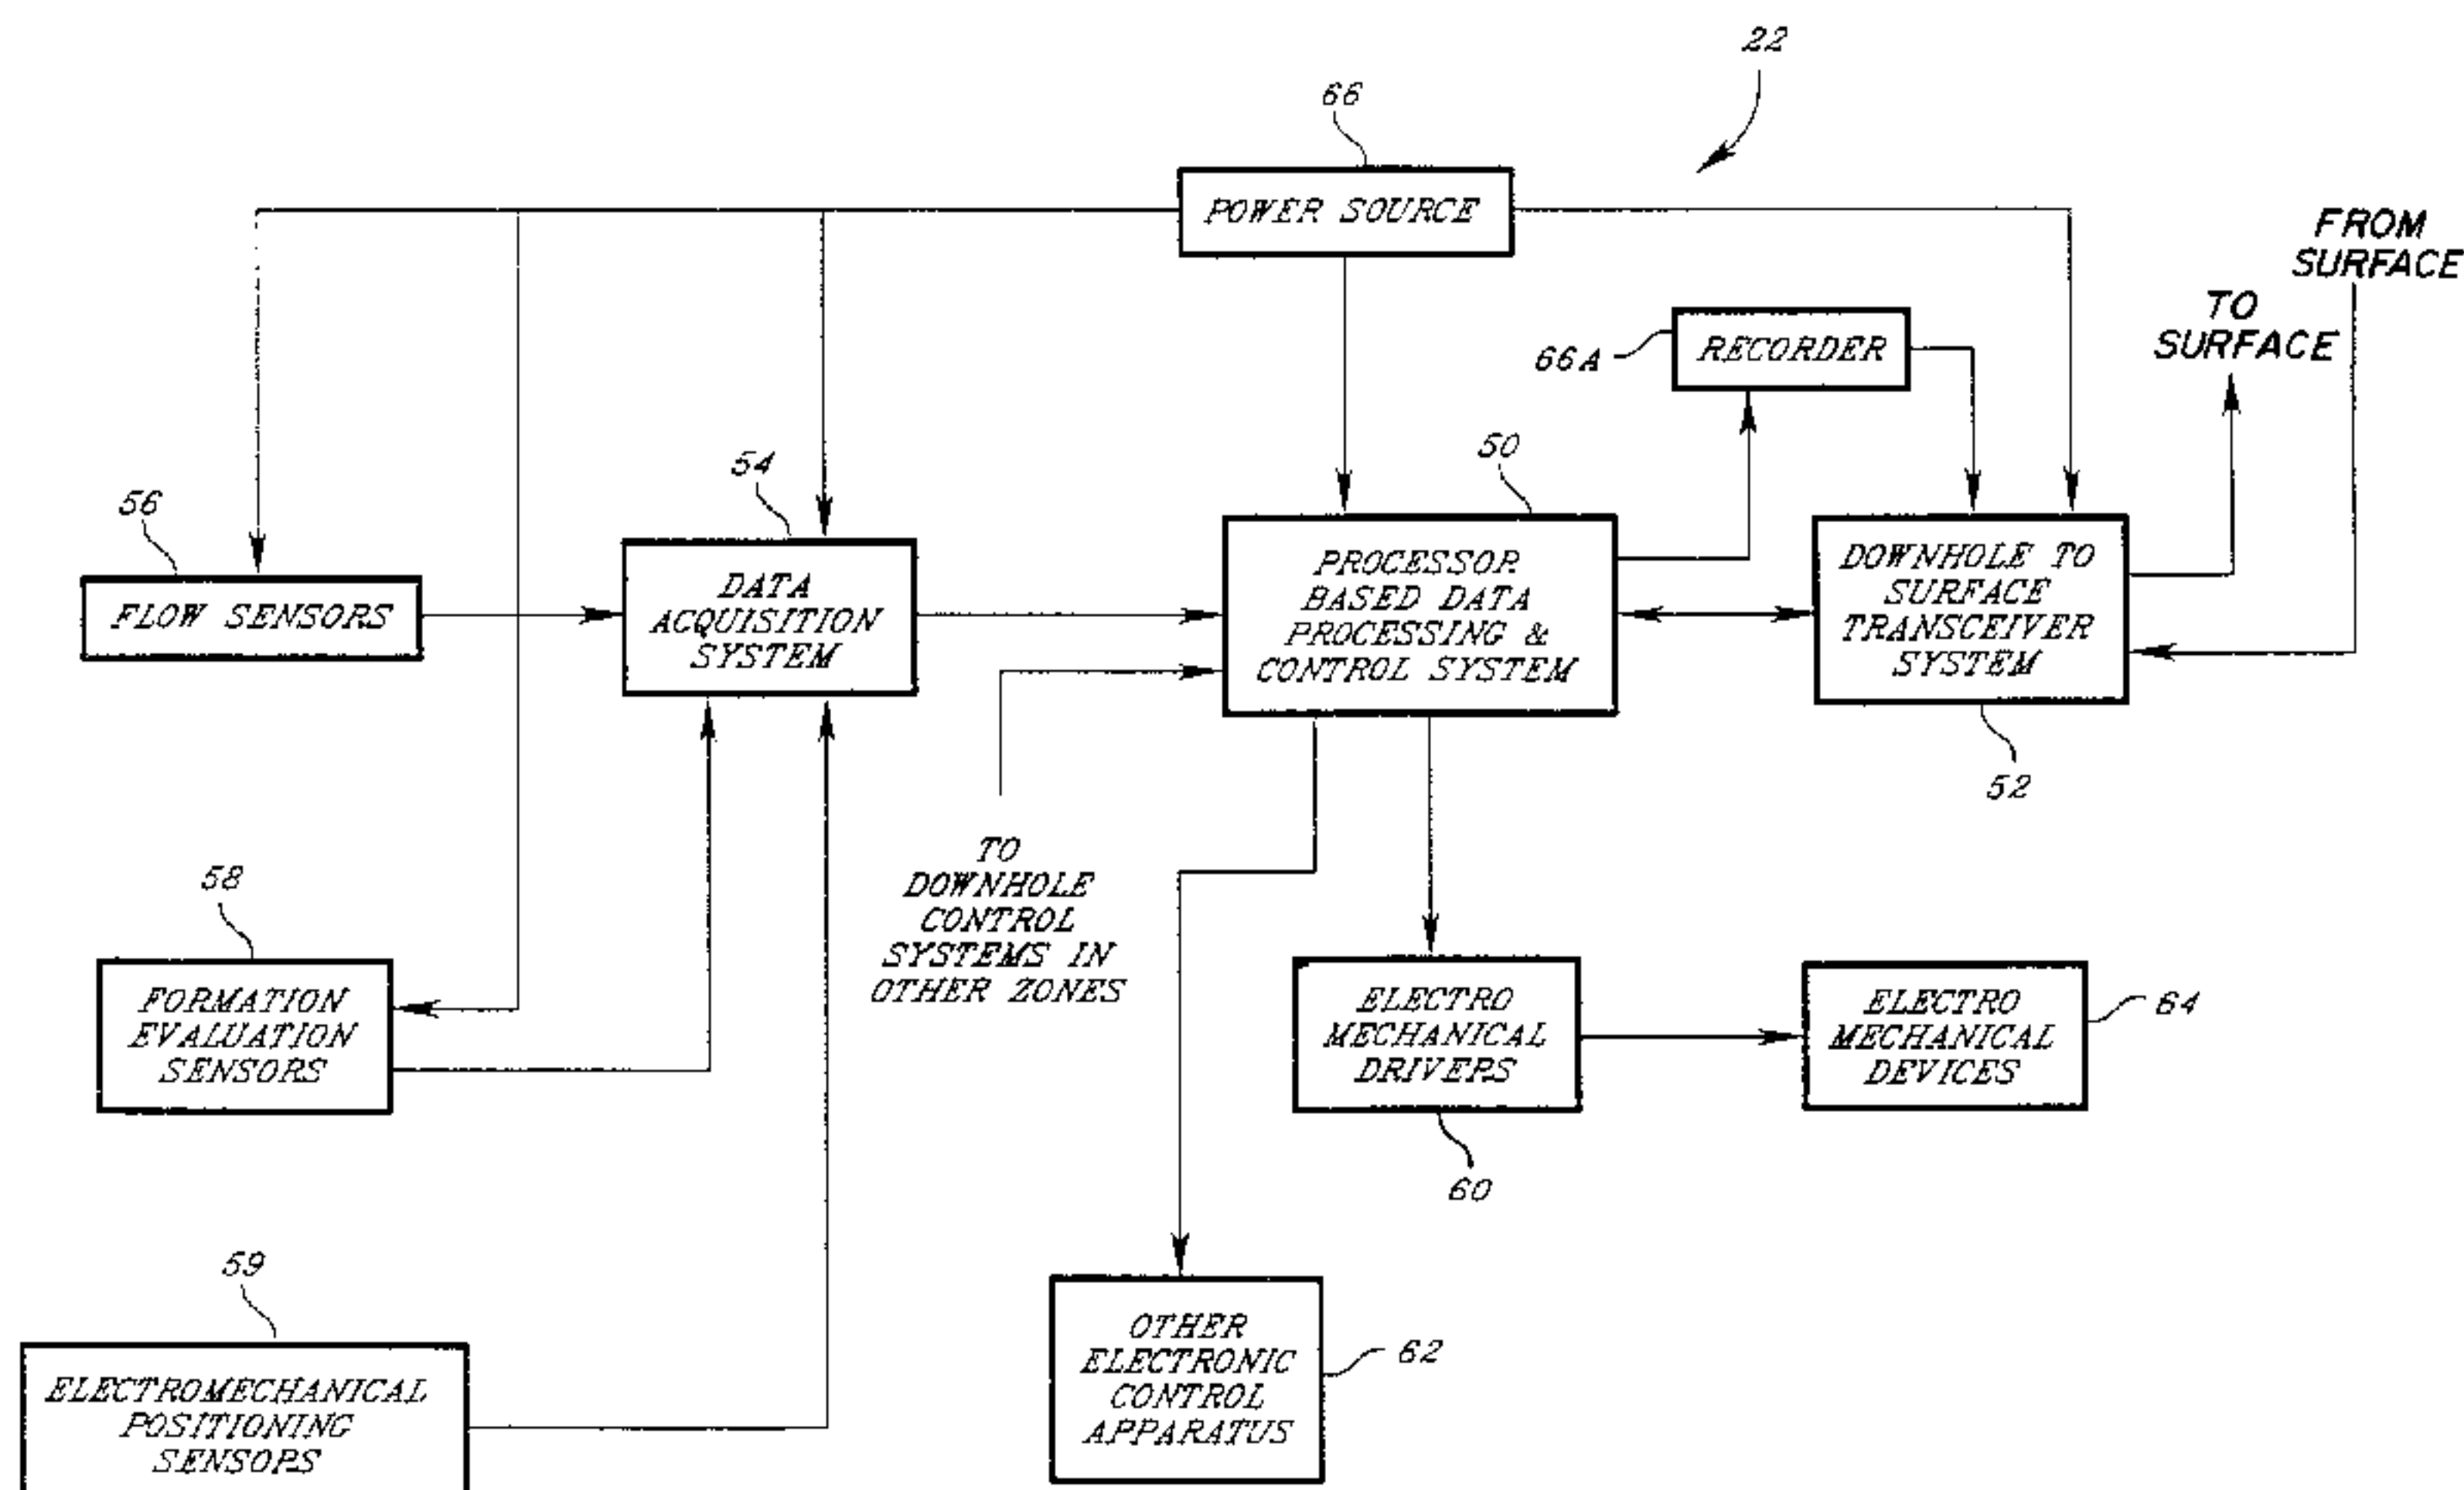 22
66
POWER SOURCE
FROM
SURFACE
TO
SURFACE
66A
RECORDER
50
54
56
FLOW SENSORS
DATA
ACQUISITION
SYSTEM
PROCESSOR
BASED DATA
PROCESSING &
CONTROL SYSTEM
DOWNHOLE TO
SURFACE
TRANSCEIVER
SYSTEM
52
TO
DOWNHOLE
CONTROL
SYSTEMS IN
OTHER ZONES
58
FORMATION
EVALUATION
SENSORS
ELECTRO
MECHANICAL
DRIVERS
60
ELECTRO
MECHANICAL
DEVICES
64
59
ELECTROMECHANICAL
POSITIONING
SENSORS
OTHER
ELECTRONIC
CONTROL
APPARATUS
62